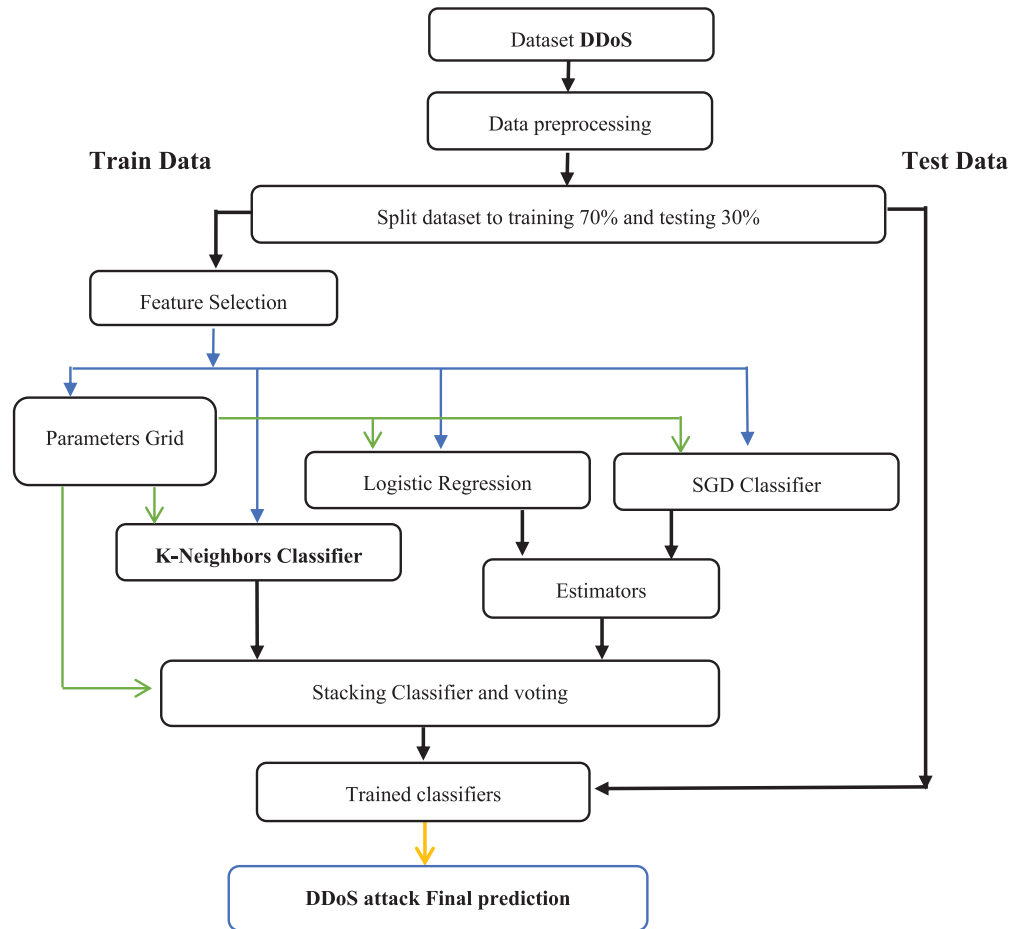 Dataset DDoS
Data preprocessing
Train Data
Test Data
Split dataset to training 70% and testing 30%
Feature Selection
Parameters Grid
Logistic Regression
SGD Classifier
K-Neighbors Classifier
Estimators
Stacking Classifier and voting
Trained classifiers
DDoS attack Final prediction